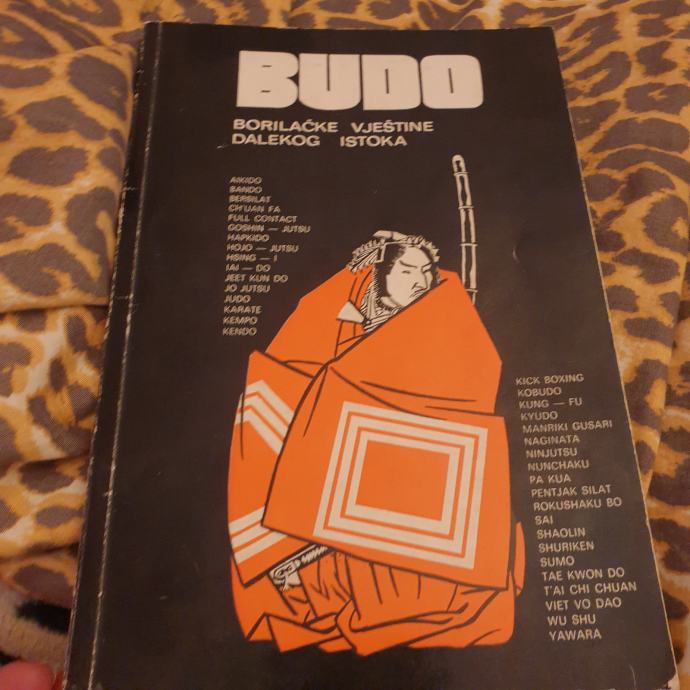 BUDO
BORILAČKE VJEŠTINE
DALEKOG ISTOKA
AIKIDO
BANDO
BERSILAT
CH'UAN FA
FULL CONTACT
GOSHIN — JUTSU
HAPKIDO
HOJO — JUTSU
HSING — I
IAI — DO
JEET KUN DO
JO JUTSU
JUDO
KARATE
KEMPO
KENDO
KICK BOXING
KOBUDO
KUNG — FU
KYUDO
MANRIKI GUSARI
NAGINATA
NINJUTSU
NUNCHAKU
PA KUA
PENTJAK SILAT
ROKUSHAKU BO
SAI
SHAOLIN
SHURIKEN
SUMO
TAE KWON DO
T'AI CHI CHUAN
VIET VO DAO
WU SHU
YAWARA